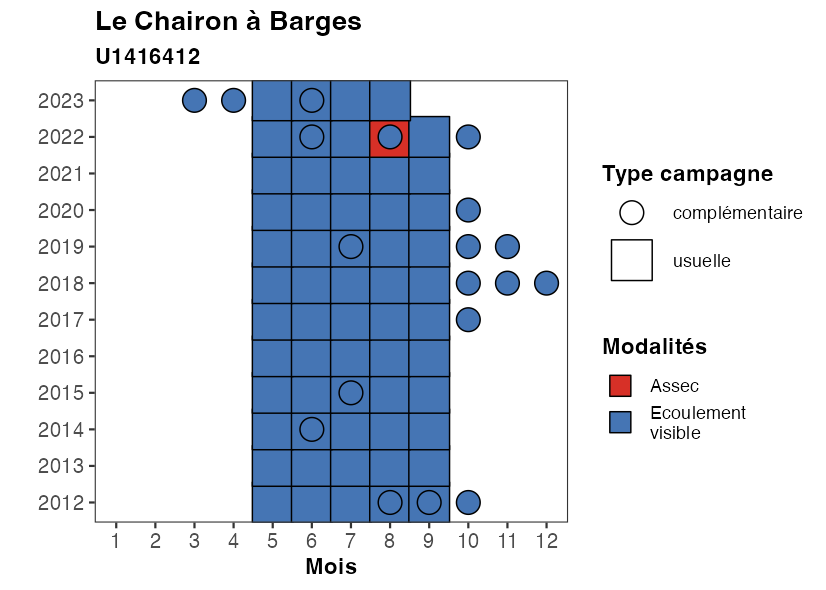 Le Chairon à Barges
U1416412
2023
2022
2021
2020
2019
2018
2017
2016
2015
2014
2013
2012
1 2 3 4 5 6 7 8 9 10 11 12
Mois
Type campagne
complémentaire
usuelle
Modalités
Assec
Ecoulement
visible